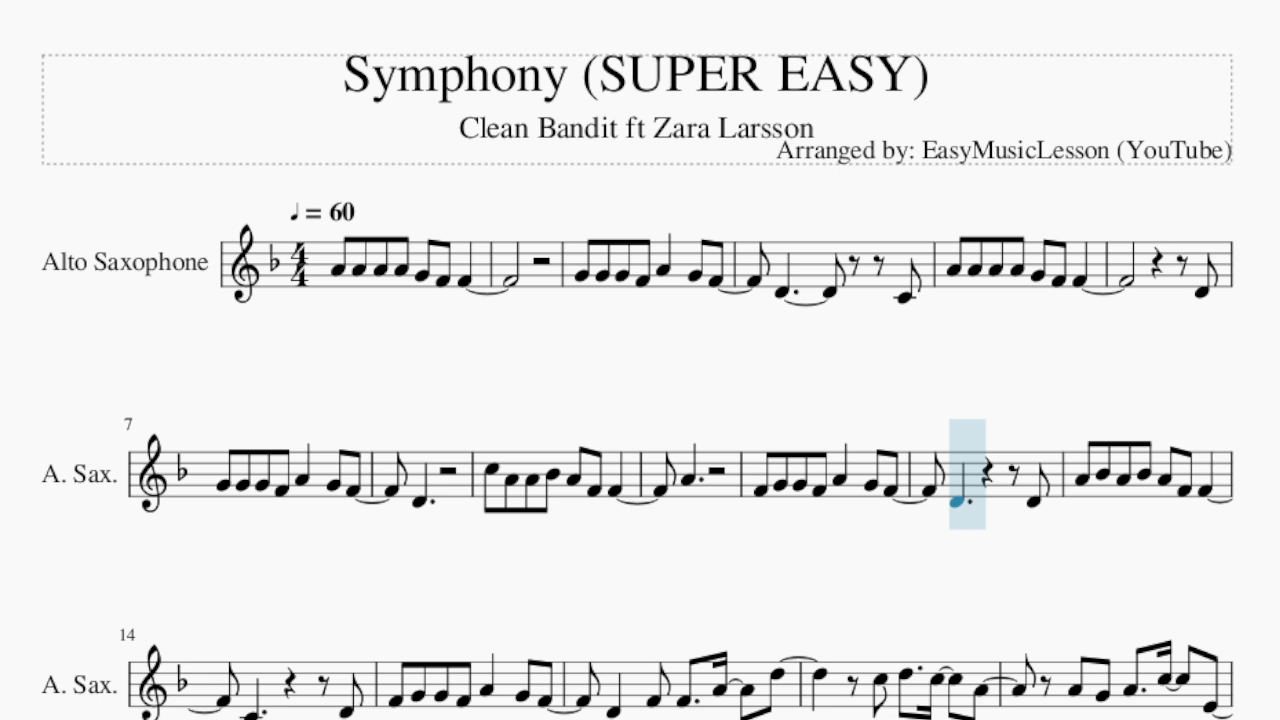 Symphony (SUPER EASY)
Clean Bandit ft Zara Larsson
Arranged by: EasyMusicLesson (YouTube)
♩ = 60
Alto Saxophone
4
4
7
A. Sax.
14
A. Sax.